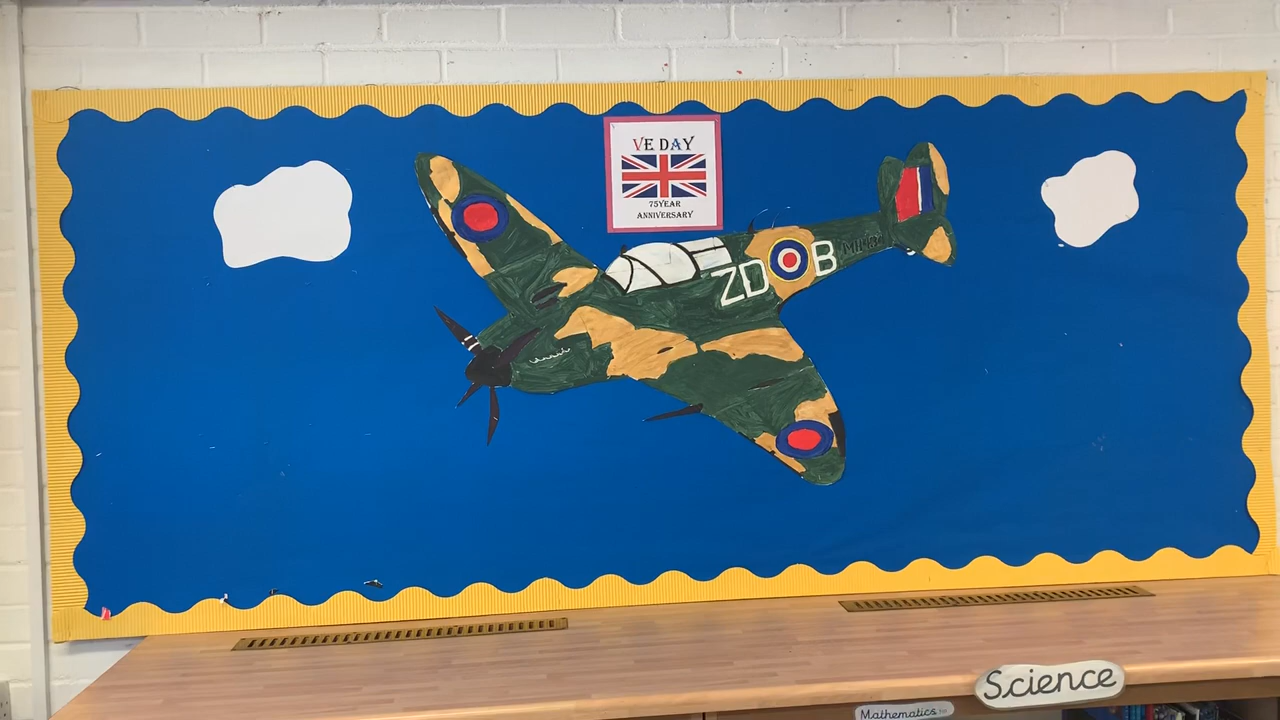 VE DAY
75YEAR
ANNIVERSARY
ZD B
Science
Mathematics